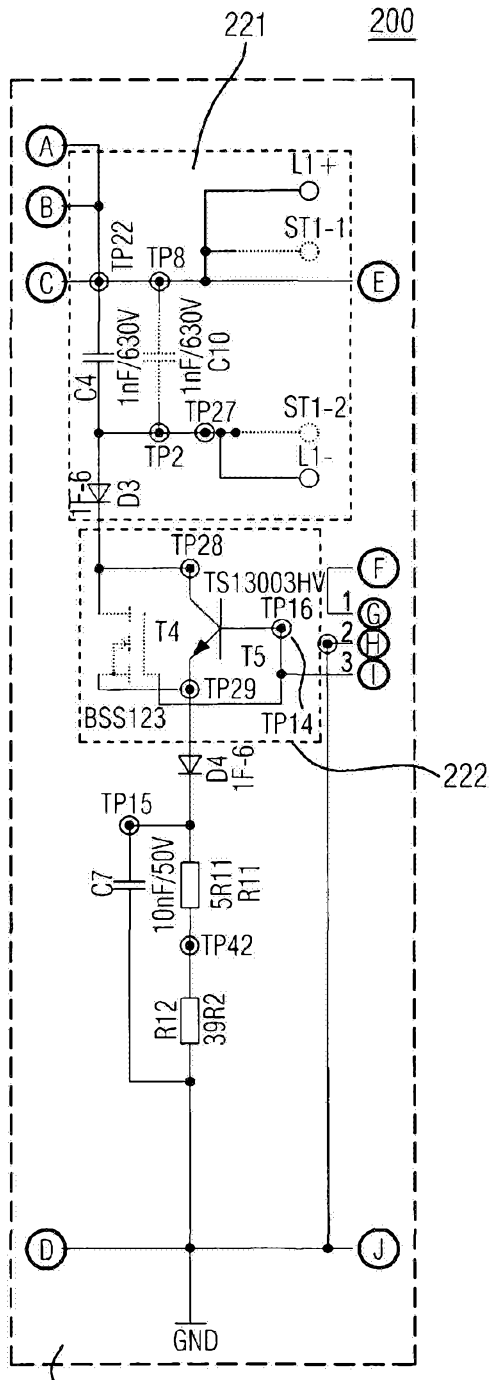 200
221
A
L1+
B
ST1-1
TP22
TP8
C
E
C4
1nF/630V
1nF/630V
C10
TP27
ST1-2
TP2
L1-
1F-6
D3
TP28
F
TS13003HV
1
G
TP16
T4
2
H
T5
3
I
TP29
BSS123
TP14
D4
1F-6
222
TP15
C7
10nF/50V
5R11
R11
TP42
R12
39R2
D
J
GND